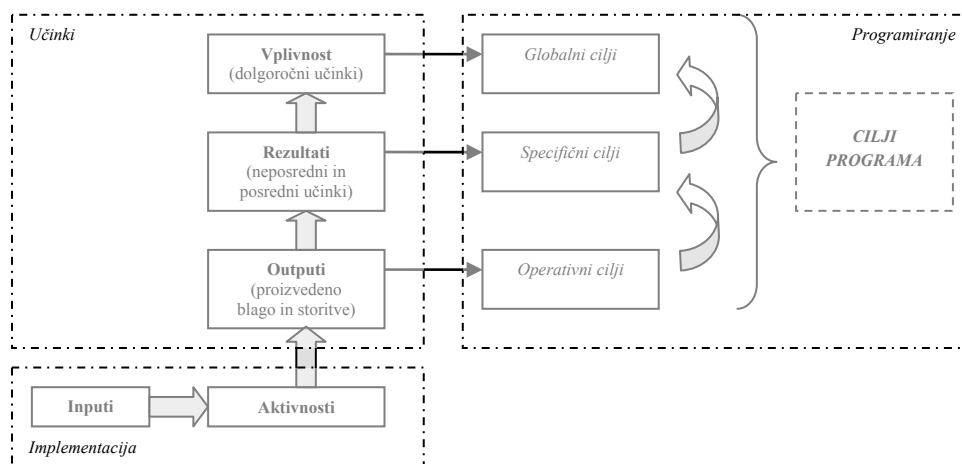 Učinki
Vplivnost
(dolgoročni učinki)
Rezultati
(neposredni in
posredni učinki)
Outputi
(proizvedeno
blago in storitve)
Programiranje
Globalni cilji
Specifični cilji
Operativni cilji
CILJI
PROGRAMA
Inputi
Aktivnosti
Implementacija